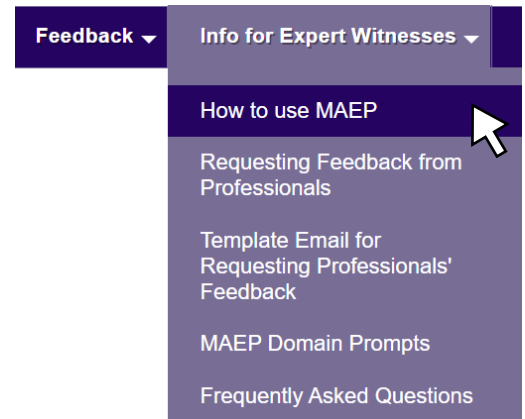 Feedback
Info for Expert Witnesses
How to use MAEP
Requesting Feedback from
Professionals
Template Email for
Requesting Professionals'
Feedback
MAEP Domain Prompts
Frequently Asked Questions